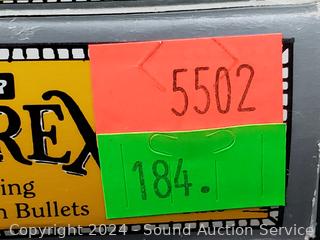 5502
REX
184.
ing
Bullets
Copyright 2024 - Sound Auction Service